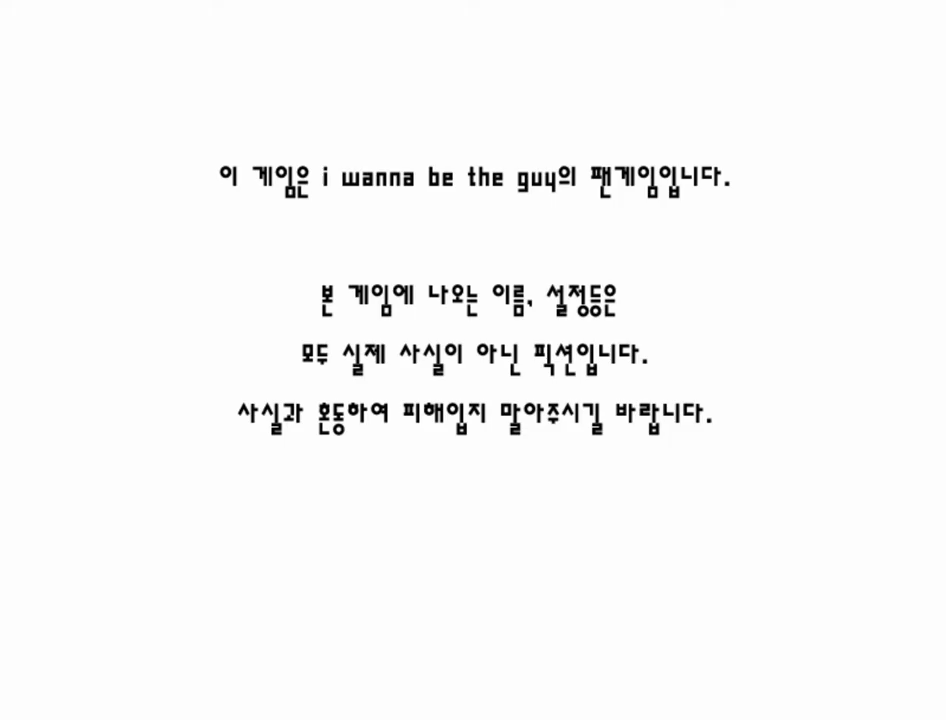 이 게임은 i wanna be the guy의 팬게임입니다.
본 게임에 나오는 이름, 설정등은
모두 실제 사실이 아닌 픽션입니다.
사실과 혼동하여 피해입지 말아주시길 바랍니다.